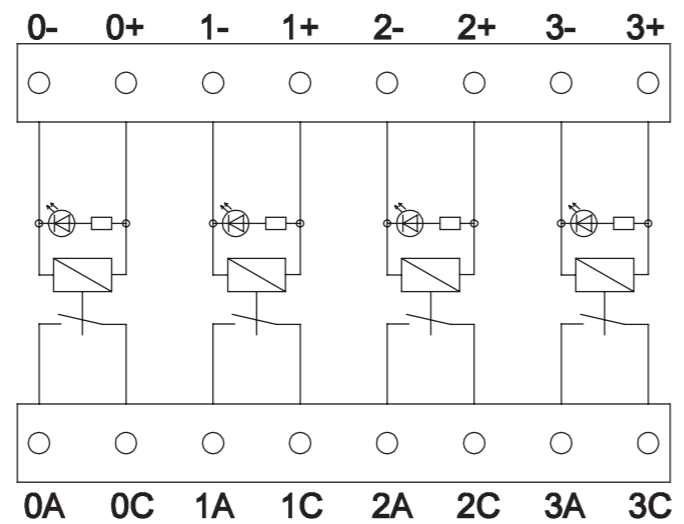 0- 0+ 1- 1+ 2- 2+ 3- 3+
0A 0C 1A 1C 2A 2C 3A 3C